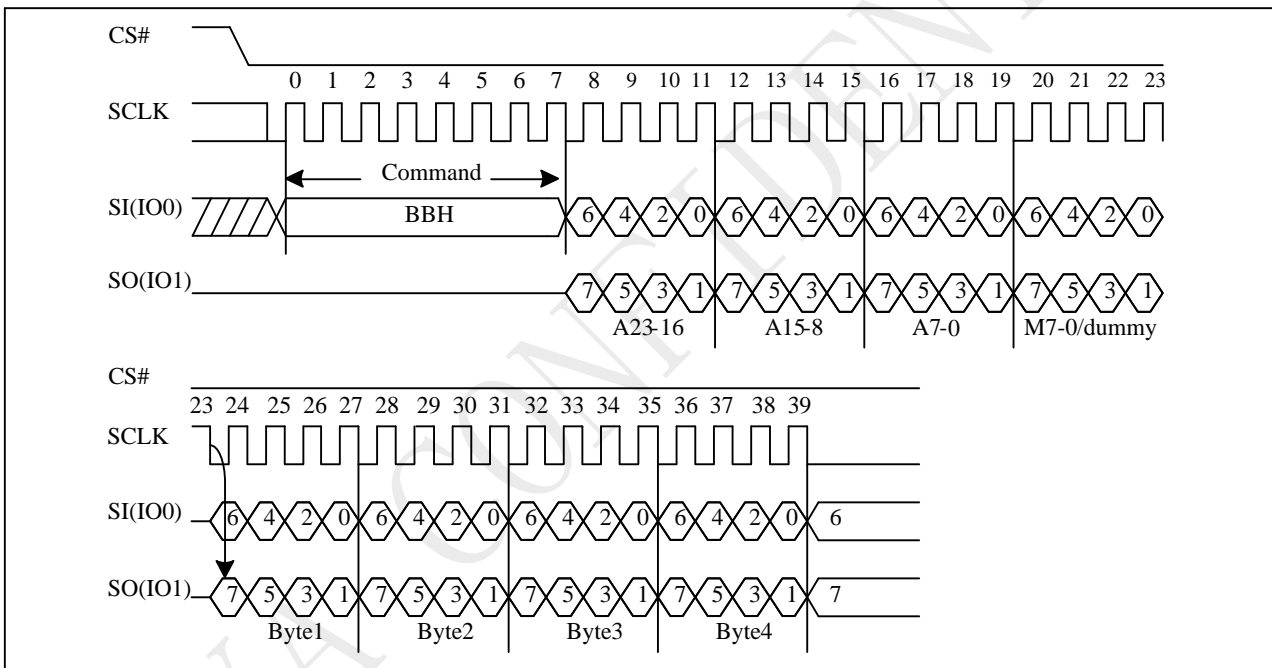 CS#
0 1 2 3 4 5 6 7 8 9 10 11 12 13 14 15 16 17 18 19 20 21 22 23
SCLK
Command
SI(IO0) BBH 6 4 2 0 6 4 2 0 6 4 2 0 6 4 2 0
SO(IO1) 7 5 3 1 7 5 3 1 7 5 3 1 7 5 3 1
A23-16 A15-8 A7-0 M7-0/dummy
CS#
23 24 25 26 27 28 29 30 31 32 33 34 35 36 37 38 39
SCLK
SI(IO0) 6 4 2 0 6 4 2 0 6 4 2 0 6 4 2 0 6
SO(IO1) 7 5 3 1 7 5 3 1 7 5 3 1 7 5 3 1 7
Byte1 Byte2 Byte3 Byte4